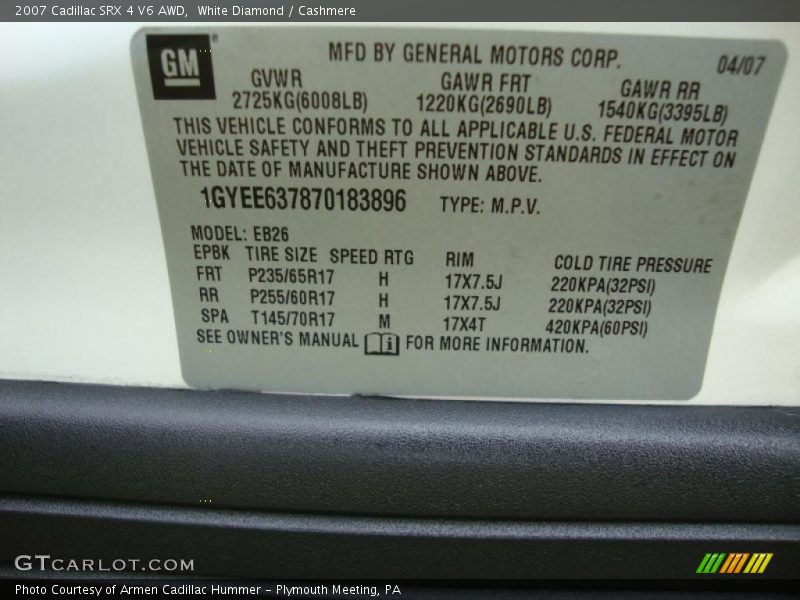 2007 Cadillac SRX 4 V6 AWD,  White Diamond / Cashmere
GM
MFD BY GENERAL MOTORS CORP. 04/07
GVWR GAWR FRT GAWR RR
2725KG(6008LB) 1220KG(2690LB) 1540KG(3395LB)
THIS VEHICLE CONFORMS TO ALL APPLICABLE U.S. FEDERAL MOTOR
VEHICLE SAFETY AND THEFT PREVENTION STANDARDS IN EFFECT ON
THE DATE OF MANUFACTURE SHOWN ABOVE.
1GYEE637870183896 TYPE: M.P.V.
MODEL: EB26
EPBK TIRE SIZE SPEED RTG RIM COLD TIRE PRESSURE
FRT P235/65R17 H 17X7.5J 220KPA(32PSI)
RR P255/60R17 H 17X7.5J 220KPA(32PSI)
SPA T145/70R17 M 17X4T 420KPA(60PSI)
SEE OWNER'S MANUAL i FOR MORE INFORMATION.
GTCARLOT.COM
Photo Courtesy of Armen Cadillac Hummer – Plymouth Meeting, PA